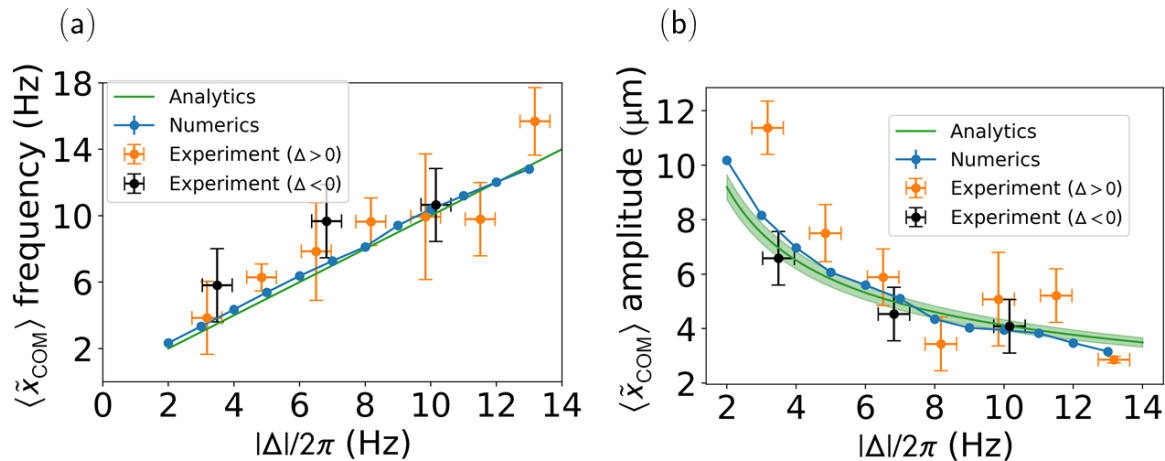 (a)
⟨x̃COM⟩ frequency (Hz)
18
14
10
6
2
Analytics
Numerics
Experiment (Δ > 0)
Experiment (Δ < 0)
0 2 4 6 8 10 12 14
|Δ|/2π (Hz)
(b)
⟨x̃COM⟩ amplitude (μm)
12
10
8
6
4
2
Analytics
Numerics
Experiment (Δ > 0)
Experiment (Δ < 0)
2 4 6 8 10 12 14
|Δ|/2π (Hz)